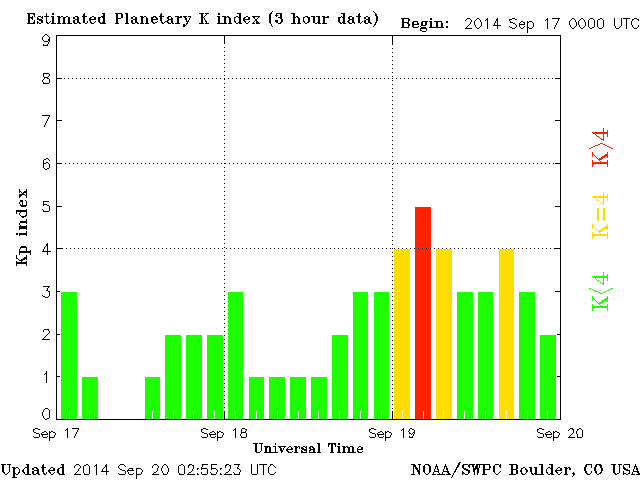 Estimated Planetary K index (3 hour data) Begin: 2014 Sep 17 0000 UTC
9
8
7
6
5
4
3
2
1
0
Kp index
K>4
K=4
K<4
Sep 17 Sep 18 Sep 19 Sep 20
Universal Time
Updated 2014 Sep 20 02:55:23 UTC NOAA/SWPC Boulder, CO USA